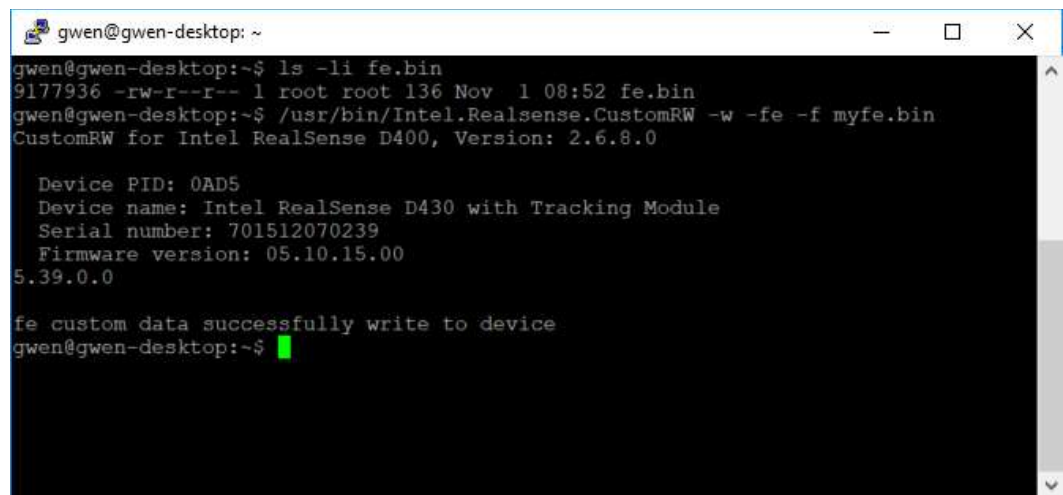 gwen@gwen-desktop: ~
gwen@gwen-desktop:~$ ls -li fe.bin
9177936 -rw-r--r-- 1 root root 136 Nov  1 08:52 fe.bin
gwen@gwen-desktop:~$ /usr/bin/Intel.Realsense.CustomRW -w -fe -f myfe.bin
CustomRW for Intel RealSense D400, Version: 2.6.8.0
Device PID: 0AD5
Device name: Intel RealSense D430 with Tracking Module
Serial number: 701512070239
Firmware version: 05.10.15.00
5.39.0.0
fe custom data successfully write to device
gwen@gwen-desktop:~$